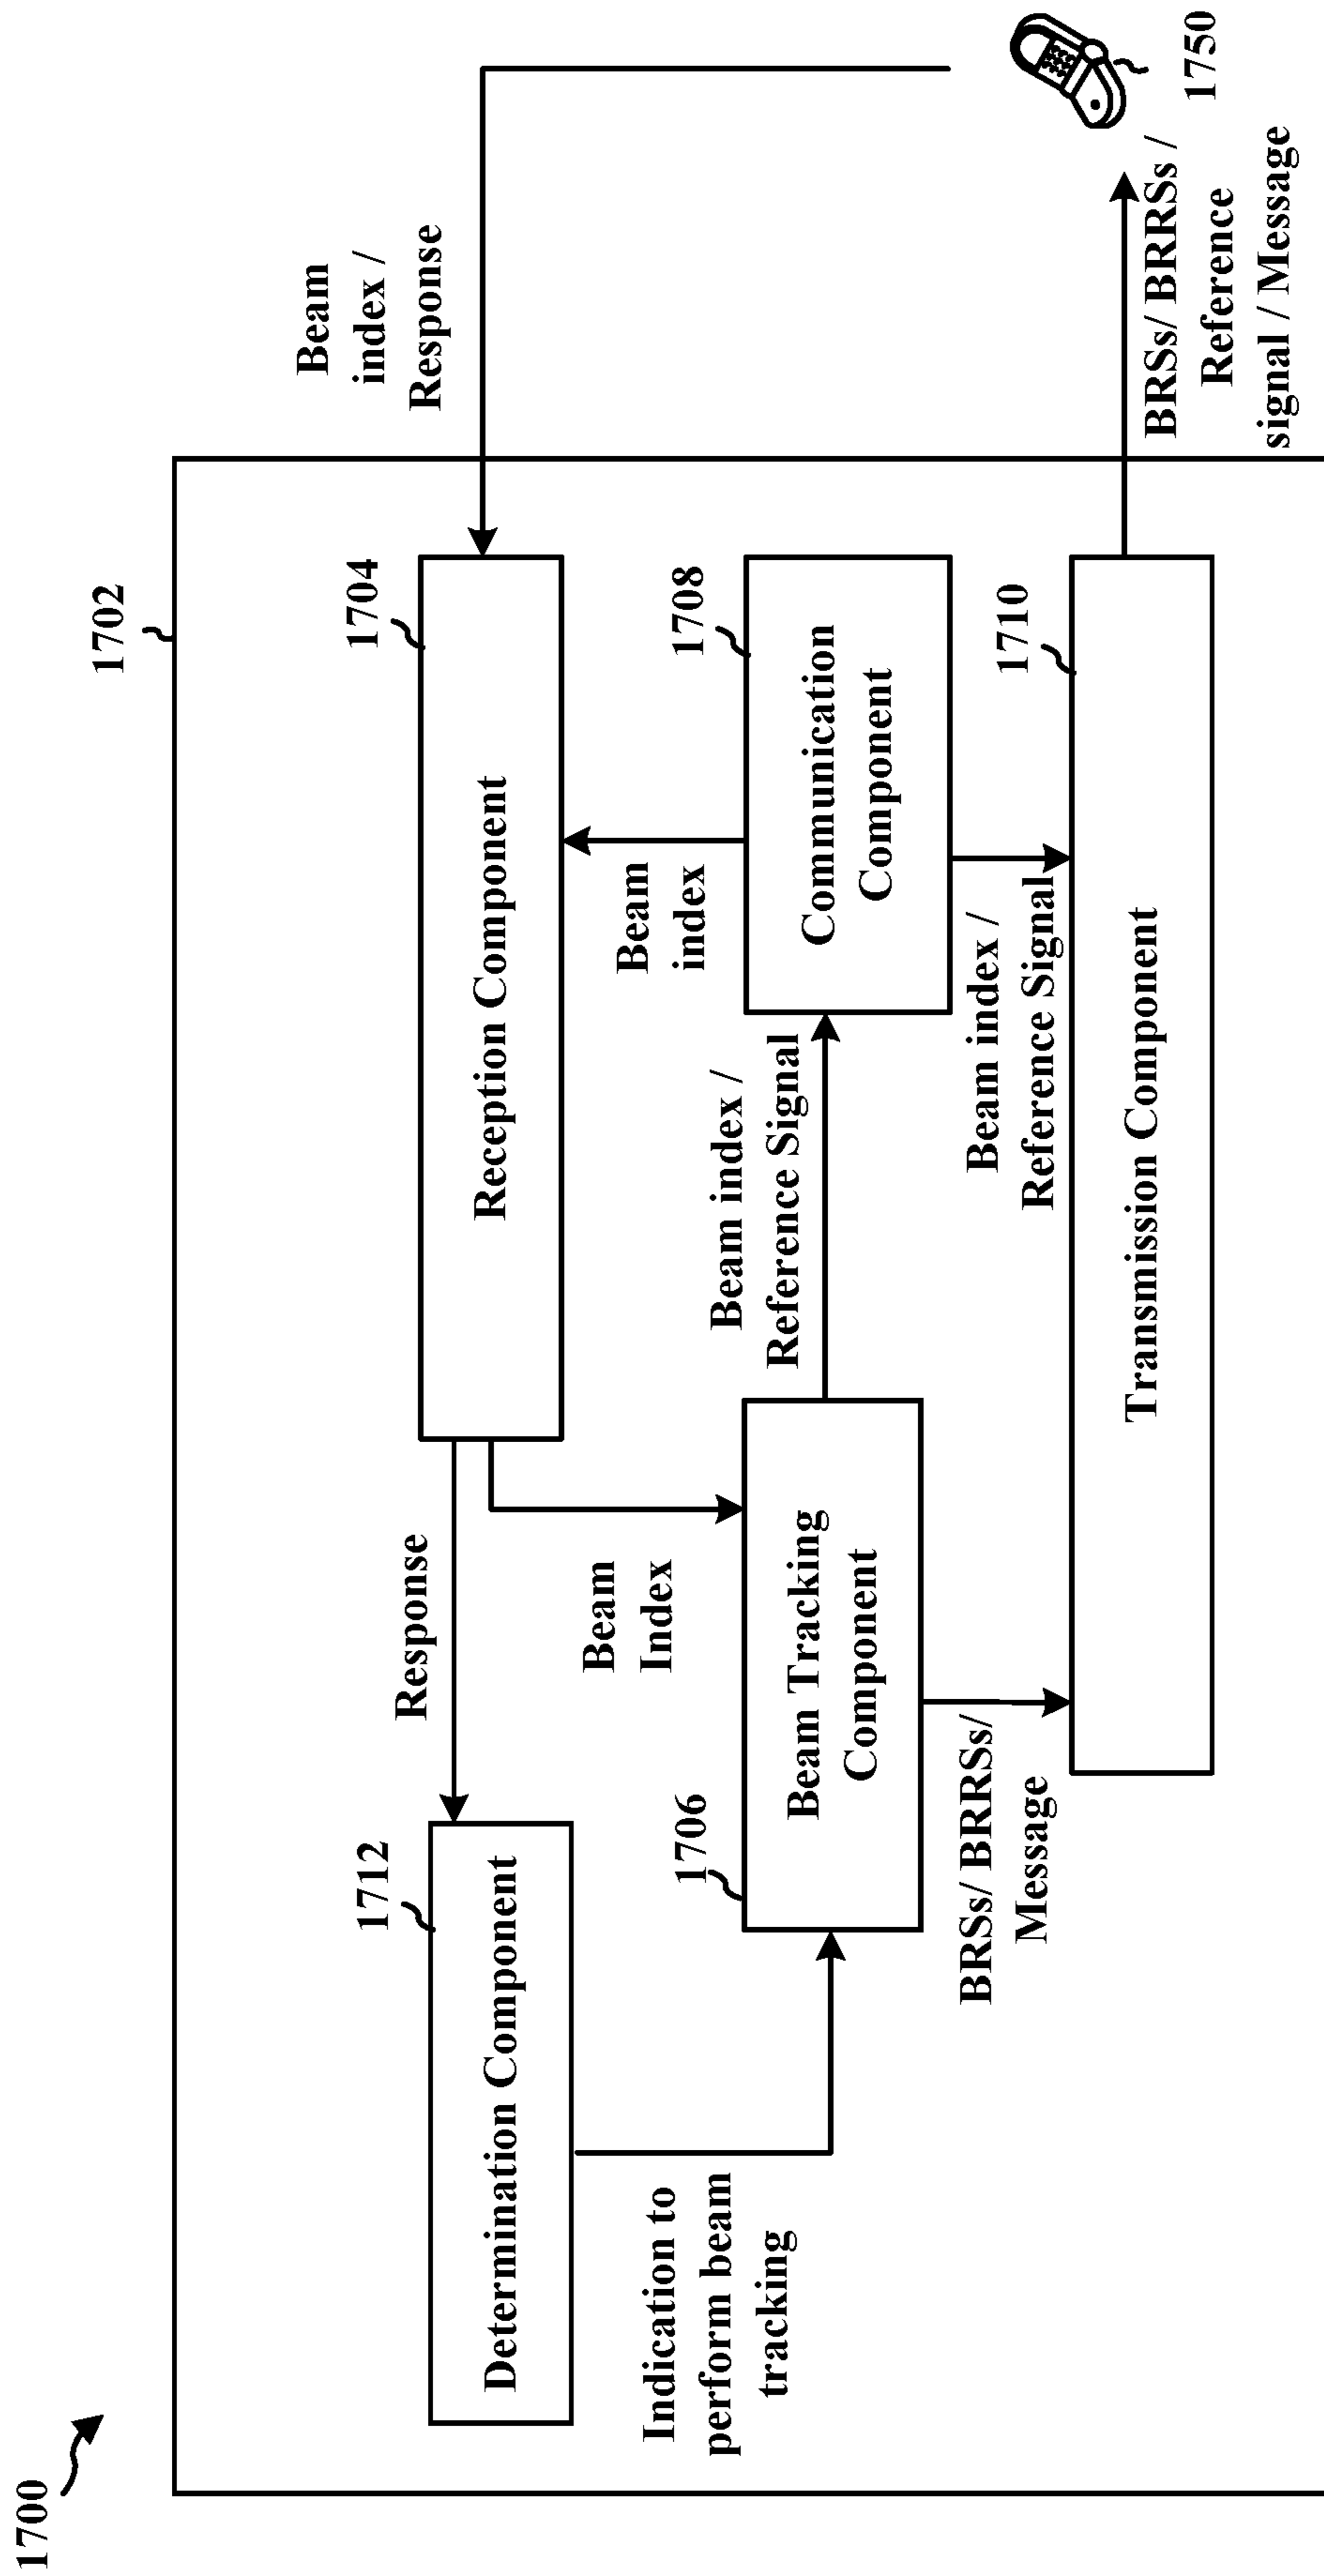 1700
1702
1712
Determination Component
Response
1704
Reception Component
Beam
index /
Response
Indication to
perform beam
tracking
Beam
Index
1706
Beam Tracking
Component
Beam index /
Reference Signal
Beam
index
1708
Communication
Component
BRSs/ BRRSs/
Message
Beam index /
Reference Signal
1710
Transmission Component
1750
BRSs/ BRRSs /
Reference
signal / Message